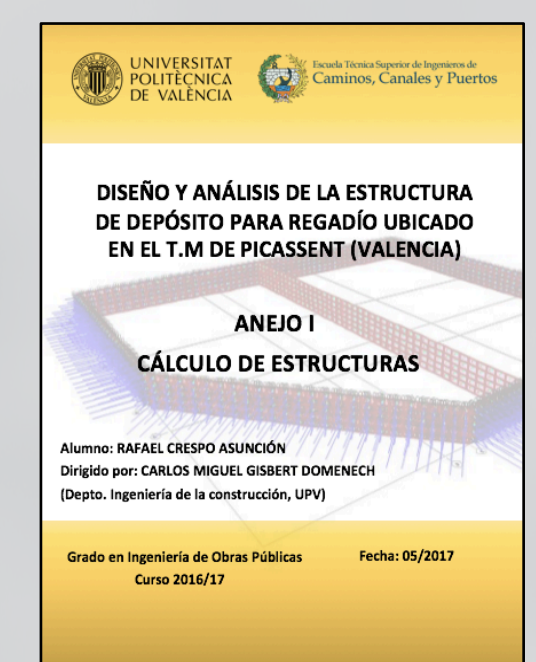 UNIVERSITAT
POLITÈCNICA
DE VALÈNCIA
Escuela Técnica Superior de Ingenieros de
Caminos, Canales y Puertos
DISEÑO Y ANÁLISIS DE LA ESTRUCTURA
DE DEPÓSITO PARA REGADÍO UBICADO
EN EL T.M DE PICASSENT (VALENCIA)
ANEJO I
CÁLCULO DE ESTRUCTURAS
Alumno: RAFAEL CRESPO ASUNCIÓN
Dirigido por: CARLOS MIGUEL GISBERT DOMENECH
(Depto. Ingeniería de la construcción, UPV)
Grado en Ingeniería de Obras Públicas Fecha: 05/2017
Curso 2016/17